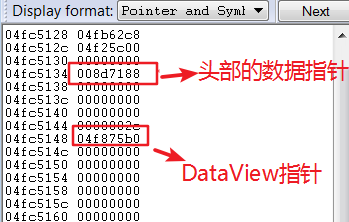 Display format: Pointer and Symb Next
04fc5128 04fb62c8
04fc512c 04f25c00
04fc5130 00000000
04fc5134 008d7188
04fc5138 00000000
04fc513c 00000000
04fc5140 00000000
04fc5144 0000002c
04fc5148 04f875b0
04fc514c 00000000
04fc5150 00000000
04fc5154 00000000
04fc5158 00000000
04fc515c 00000000
04fc5160 00000000
头部的数据指针
DataView指针